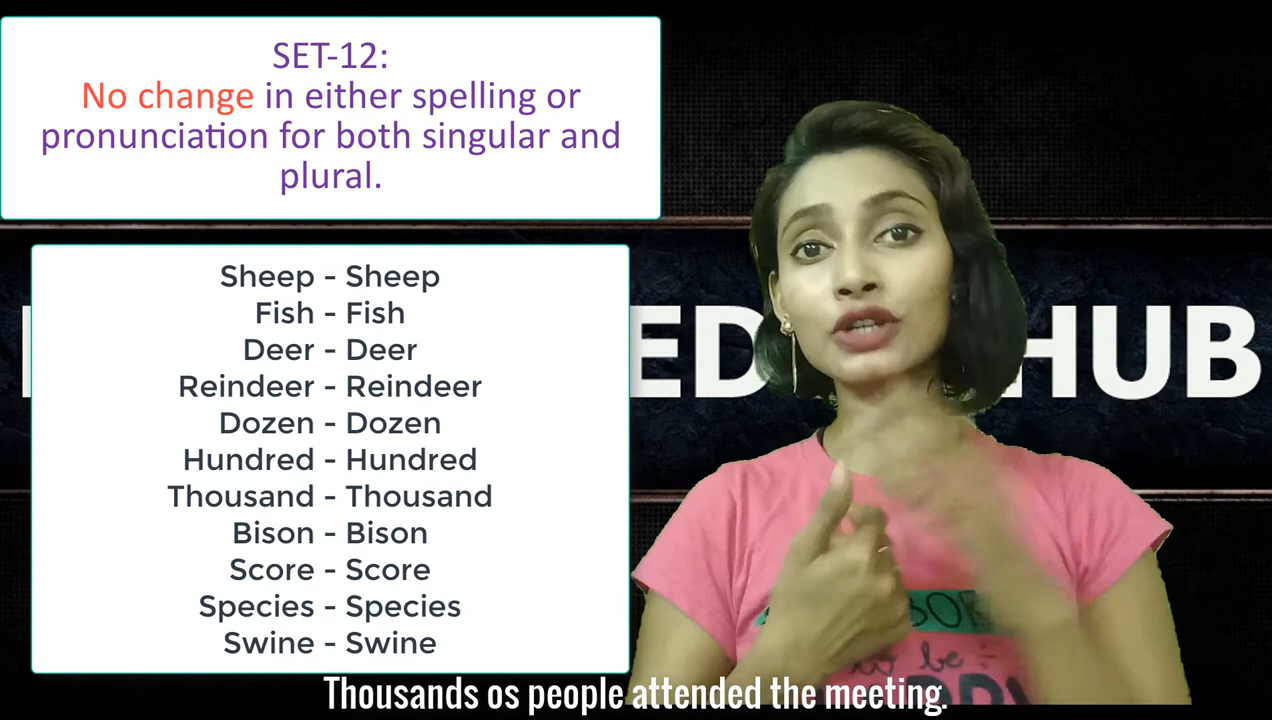 SET-12:
No change in either spelling or
pronunciation for both singular and
plural.
Sheep - Sheep
Fish - Fish
Deer - Deer
Reindeer - Reindeer
Dozen - Dozen
Hundred - Hundred
Thousand - Thousand
Bison - Bison
Score - Score
Species - Species
Swine - Swine
HUB
be
Thousands os people attended the meeting.